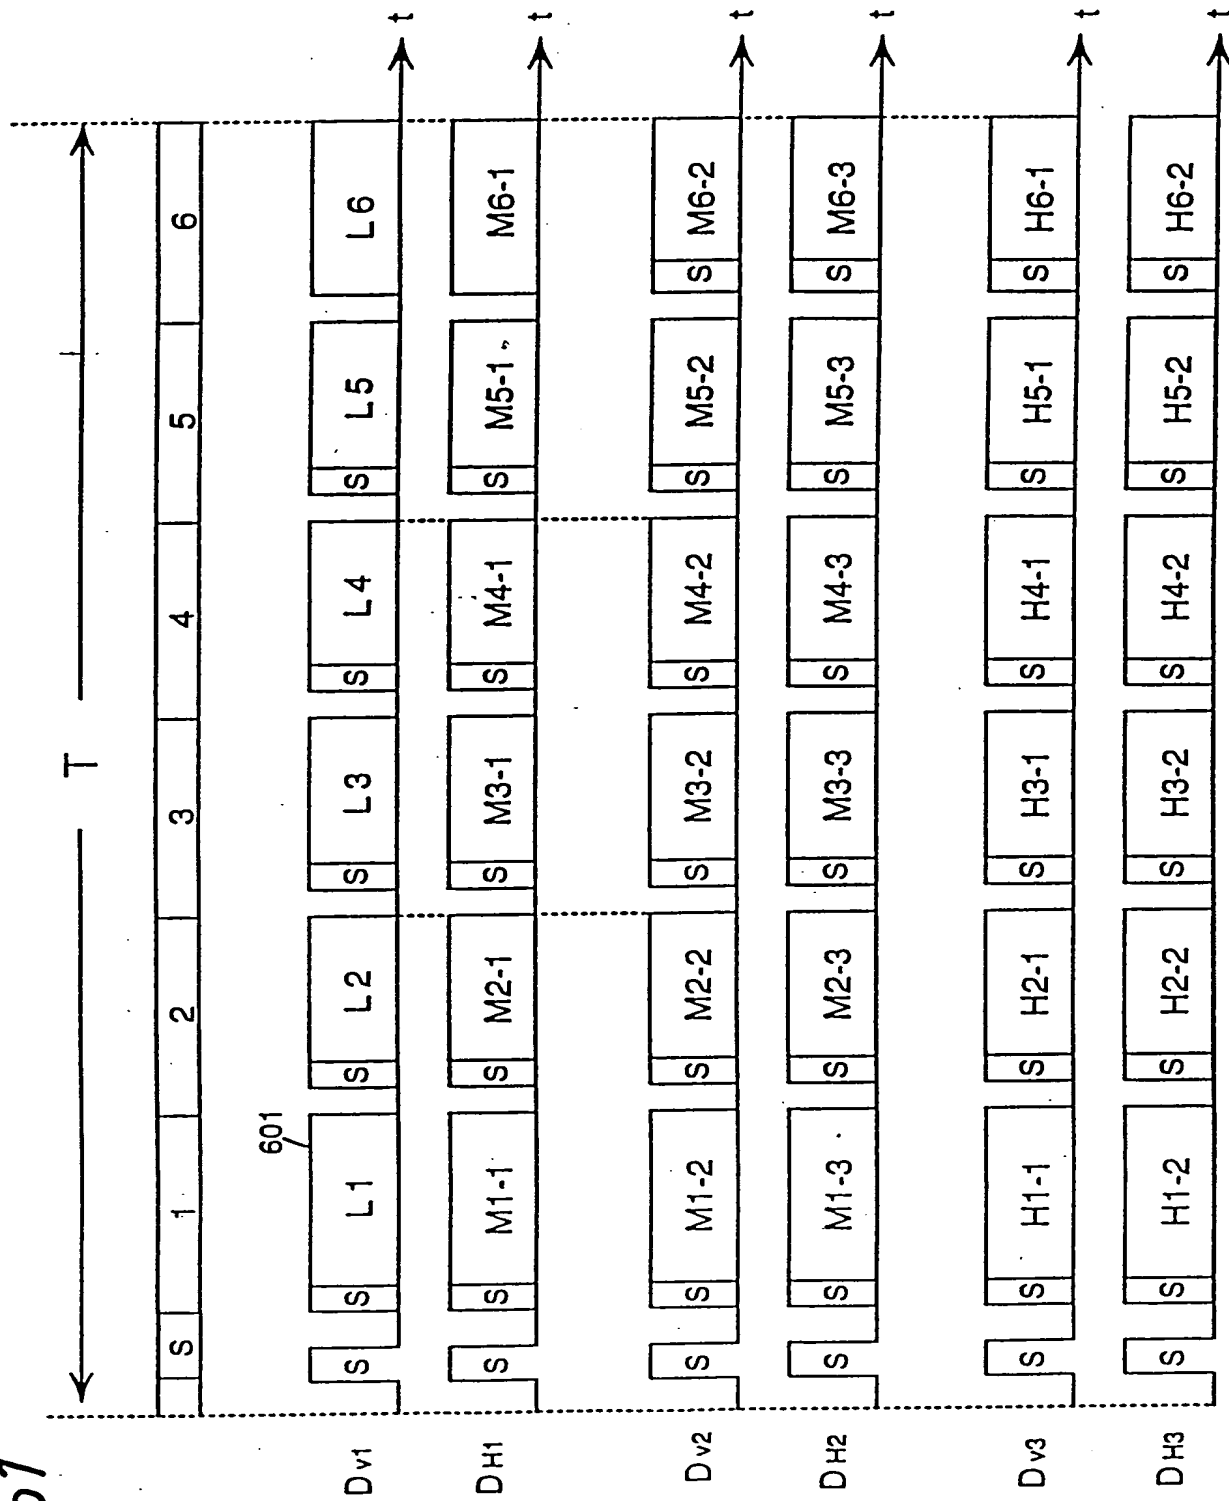 T
S 1 2 3 4 5 6
601
Dv1 S S L1 S L2 S L3 S L4 S L5 L6 t
DH1 S S M1-1 S M2-1 S M3-1 S M4-1 S M5-1 M6-1 t
Dv2 S S M1-2 S M2-2 S M3-2 S M4-2 S M5-2 S M6-2 t
DH2 S S M1-3 S M2-3 S M3-3 S M4-3 S M5-3 S M6-3 t
Dv3 S S H1-1 S H2-1 S H3-1 S H4-1 S H5-1 S H6-1 t
DH3 S S H1-2 S H2-2 S H3-2 S H4-2 S H5-2 S H6-2 t